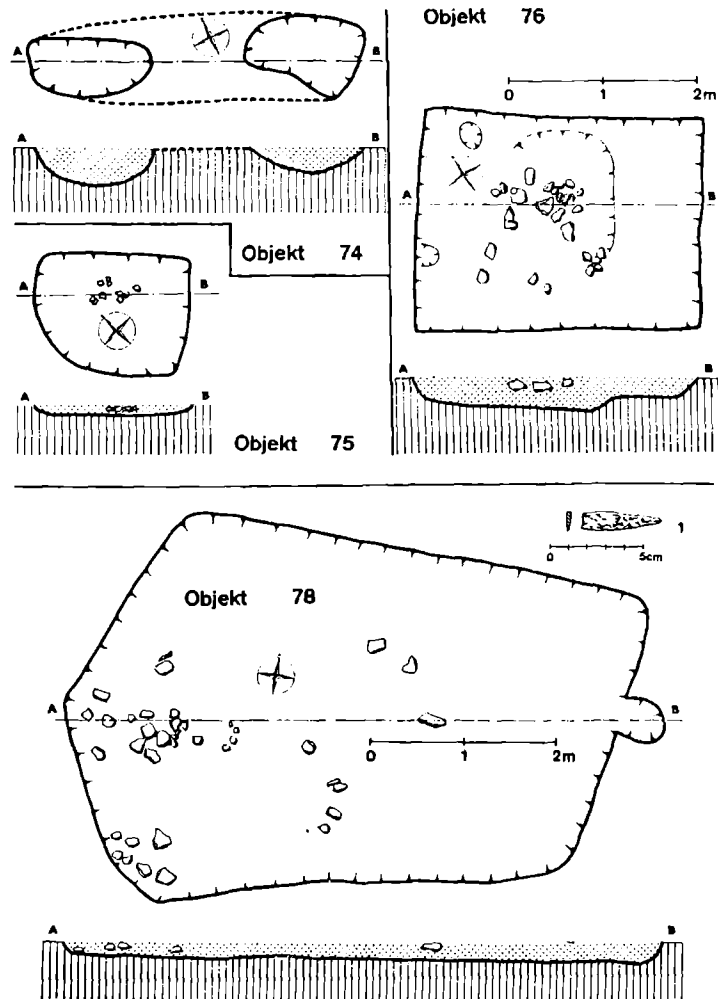 Objekt 76
A B
0 1 2m
A B
A B
A B
Objekt 74
A B
A B
A B
Objekt 75
1
0 5cm
Objekt 78
A B
0 1 2m
A B